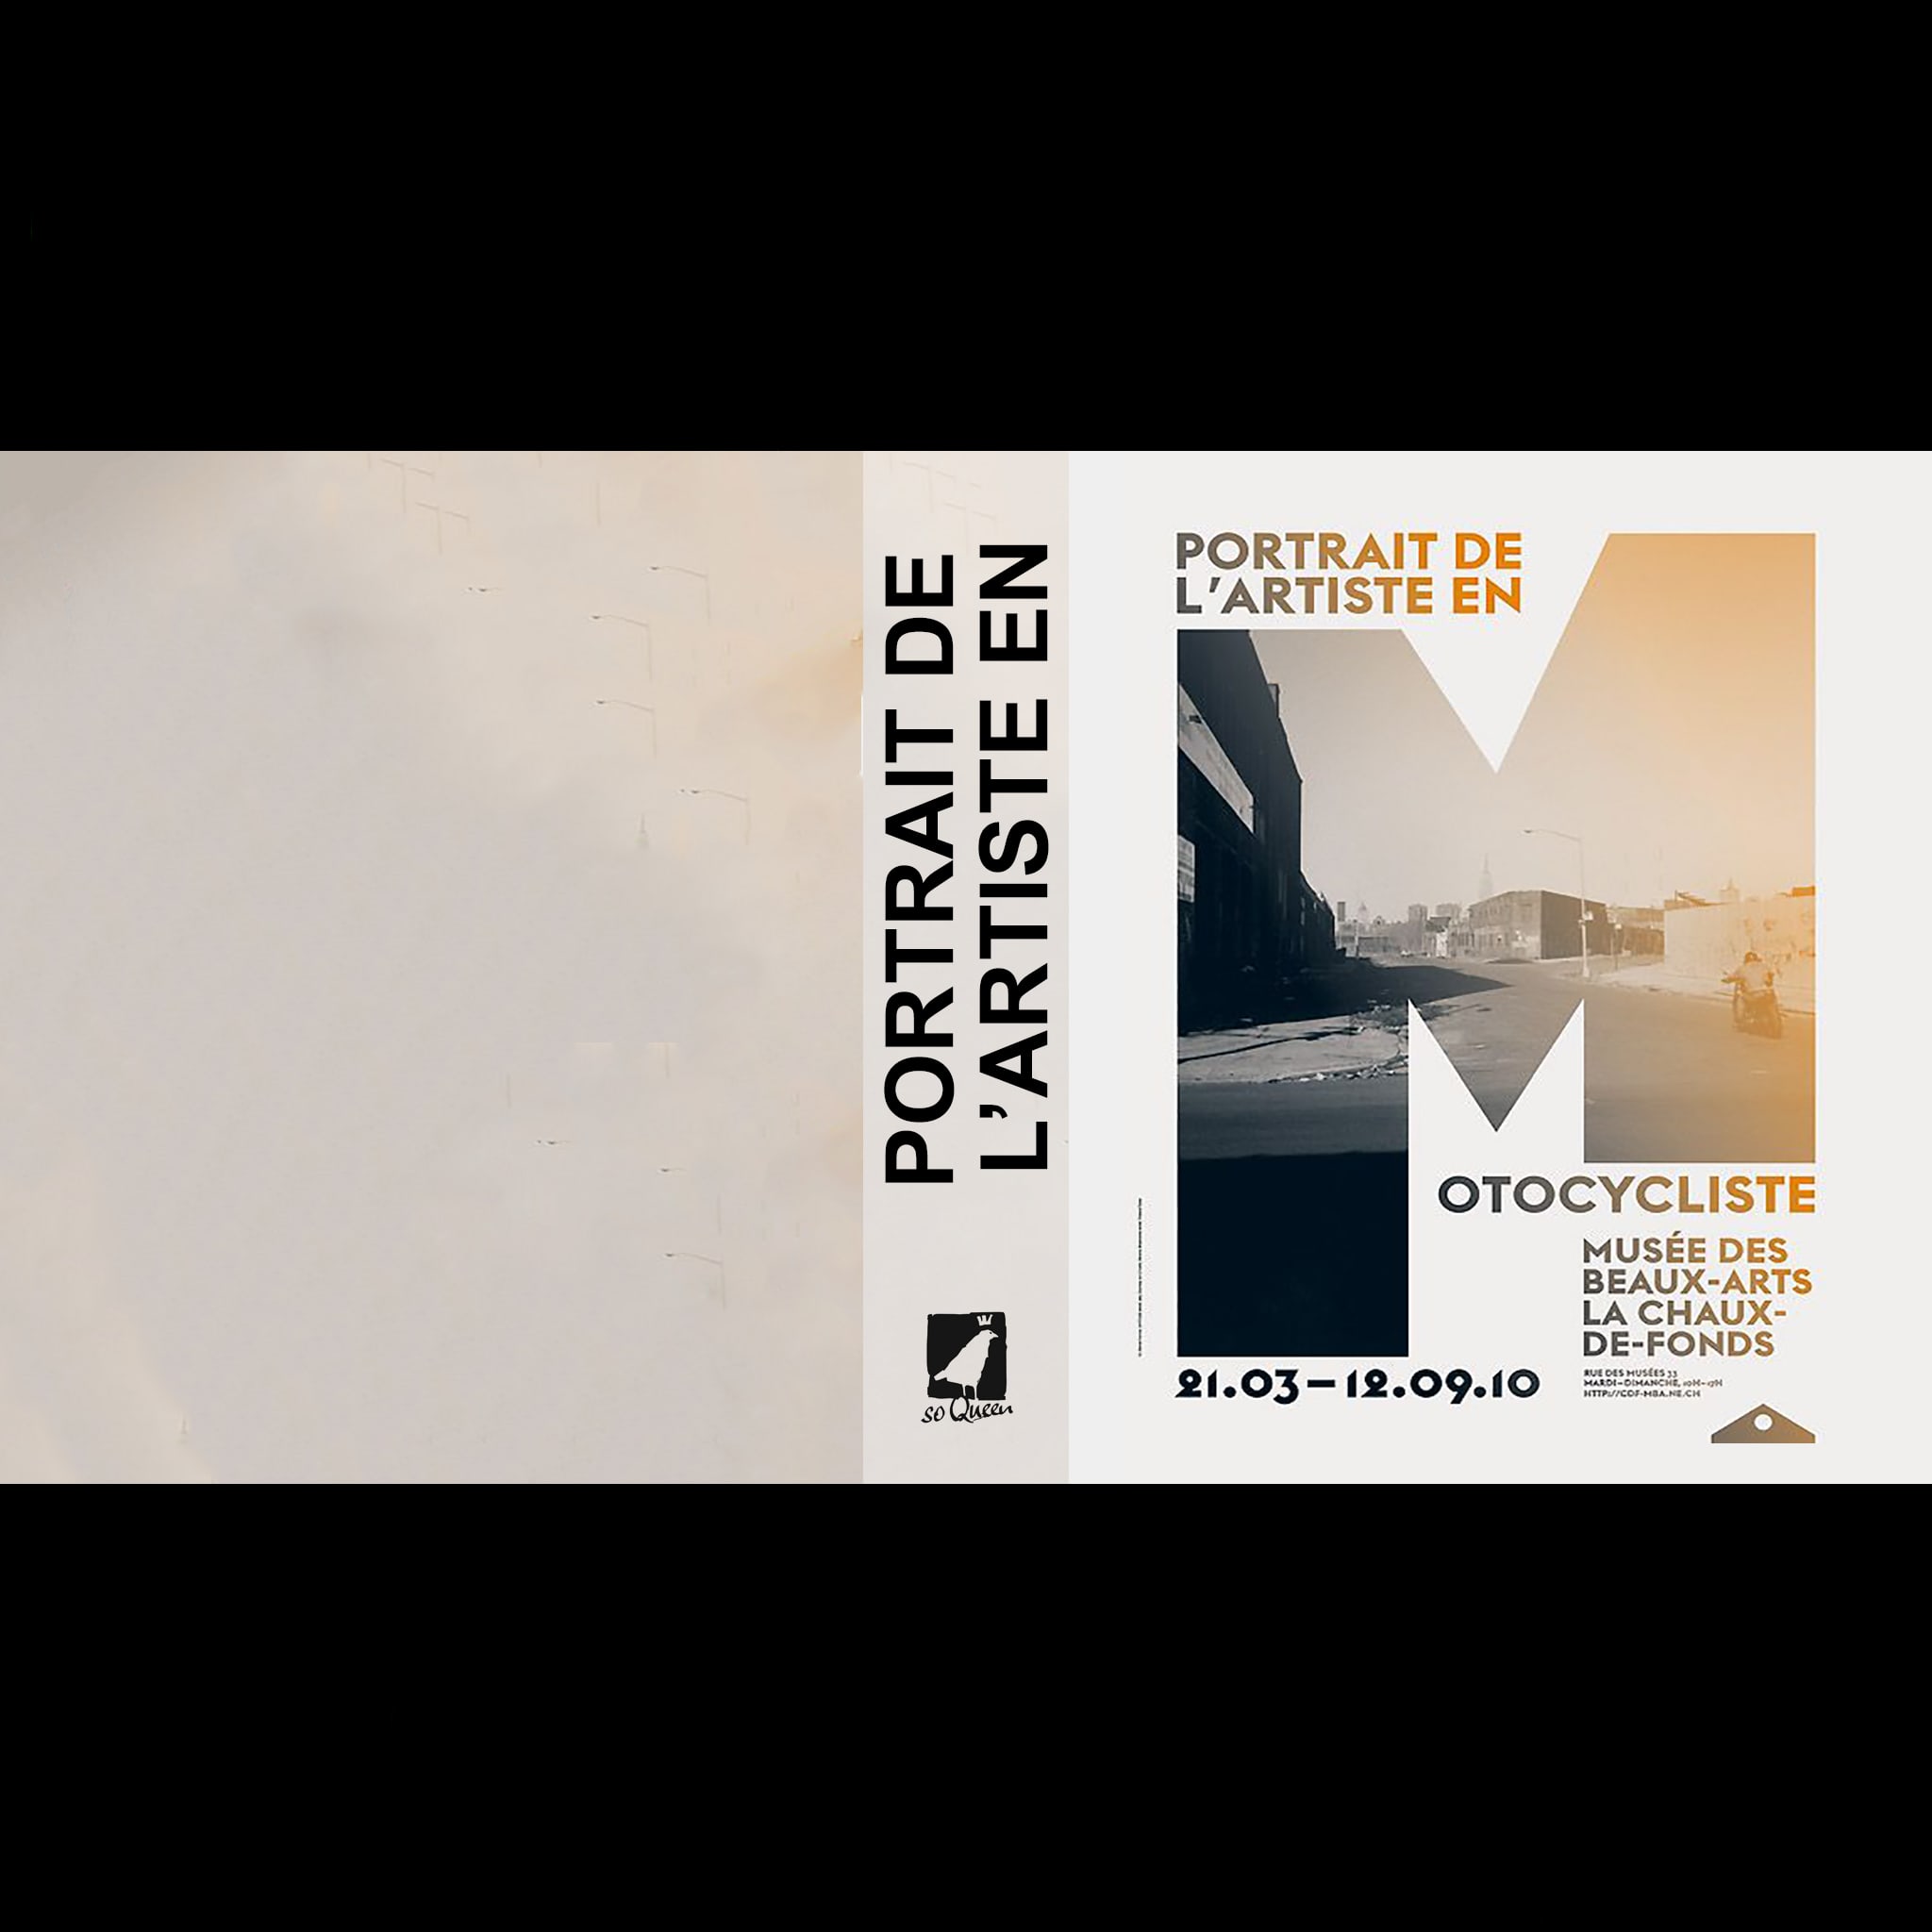 PORTRAIT DE
L'ARTISTE EN
so Queen
PORTRAIT DE
L'ARTISTE EN
M
OTOCYCLISTE
MUSÉE DES
BEAUX-ARTS
LA CHAUX-
DE-FONDS
RUE DES MUSÉES 33
MARDI–DIMANCHE, 10H–17H
HTTP://CDF-MBA.NE.CH
21.03–12.09.10